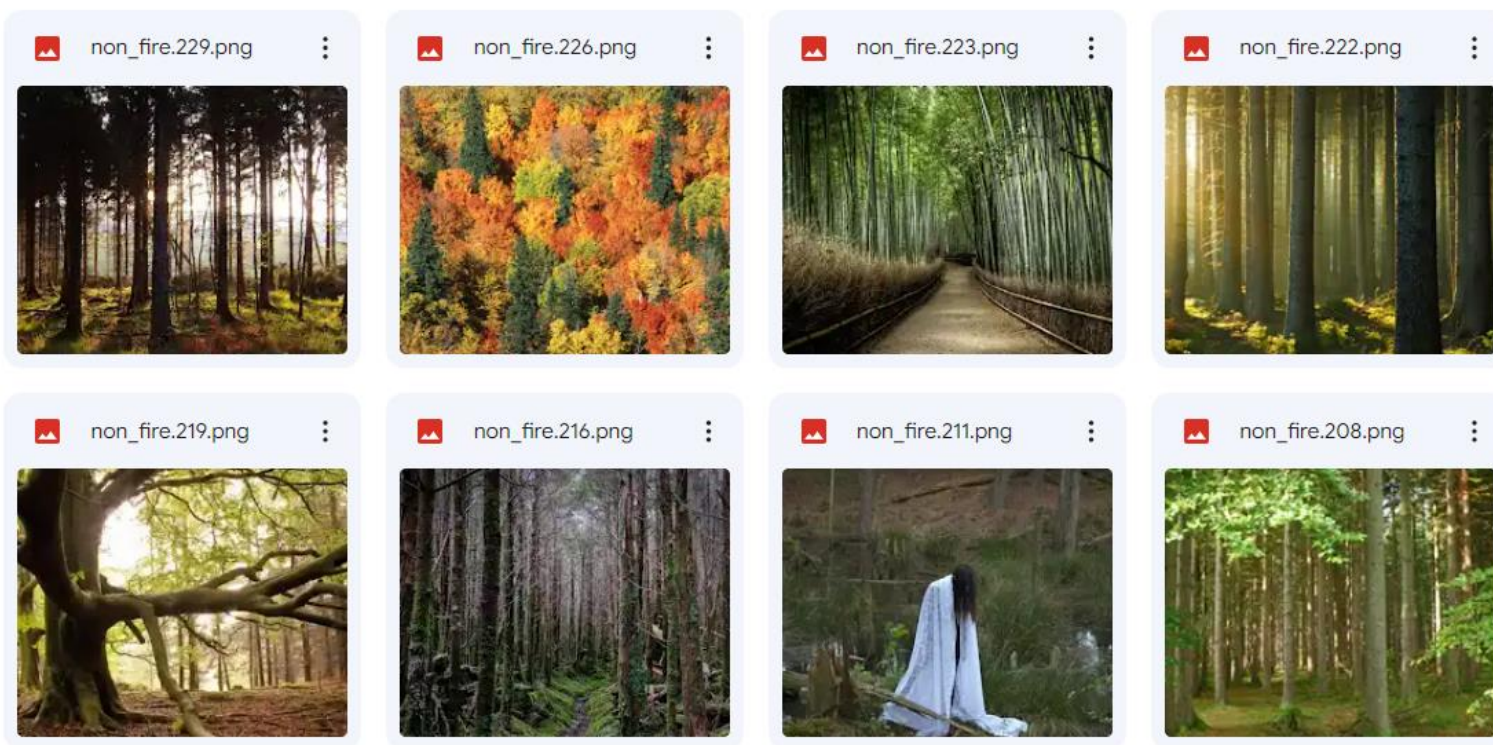 non_fire.229.png
non_fire.226.png
non_fire.223.png
non_fire.222.png
non_fire.219.png
non_fire.216.png
non_fire.211.png
non_fire.208.png